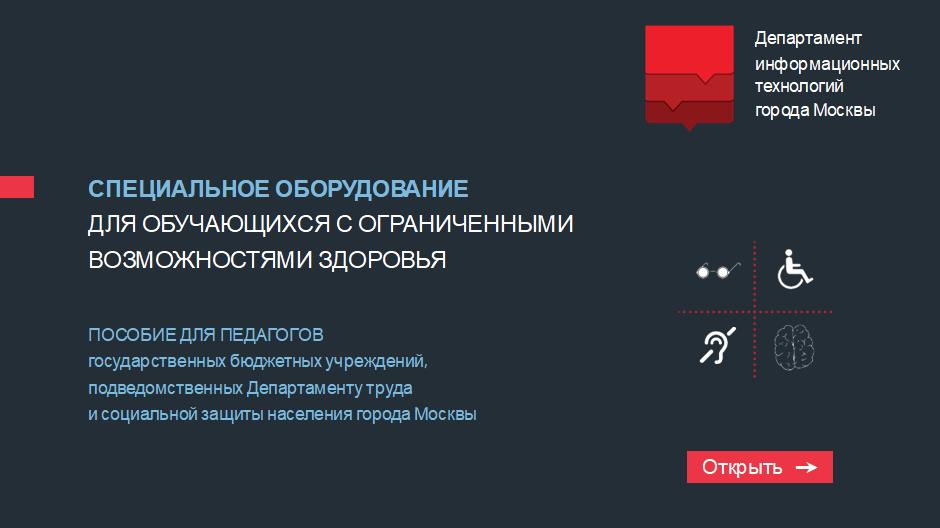 Департамент
информационных
технологий
города Москвы
СПЕЦИАЛЬНОЕ ОБОРУДОВАНИЕ
ДЛЯ ОБУЧАЮЩИХСЯ С ОГРАНИЧЕННЫМИ
ВОЗМОЖНОСТЯМИ ЗДОРОВЬЯ
ПОСОБИЕ ДЛЯ ПЕДАГОГОВ
государственных бюджетных учреждений,
подведомственных Департаменту труда
и социальной защиты населения города Москвы
Открыть →